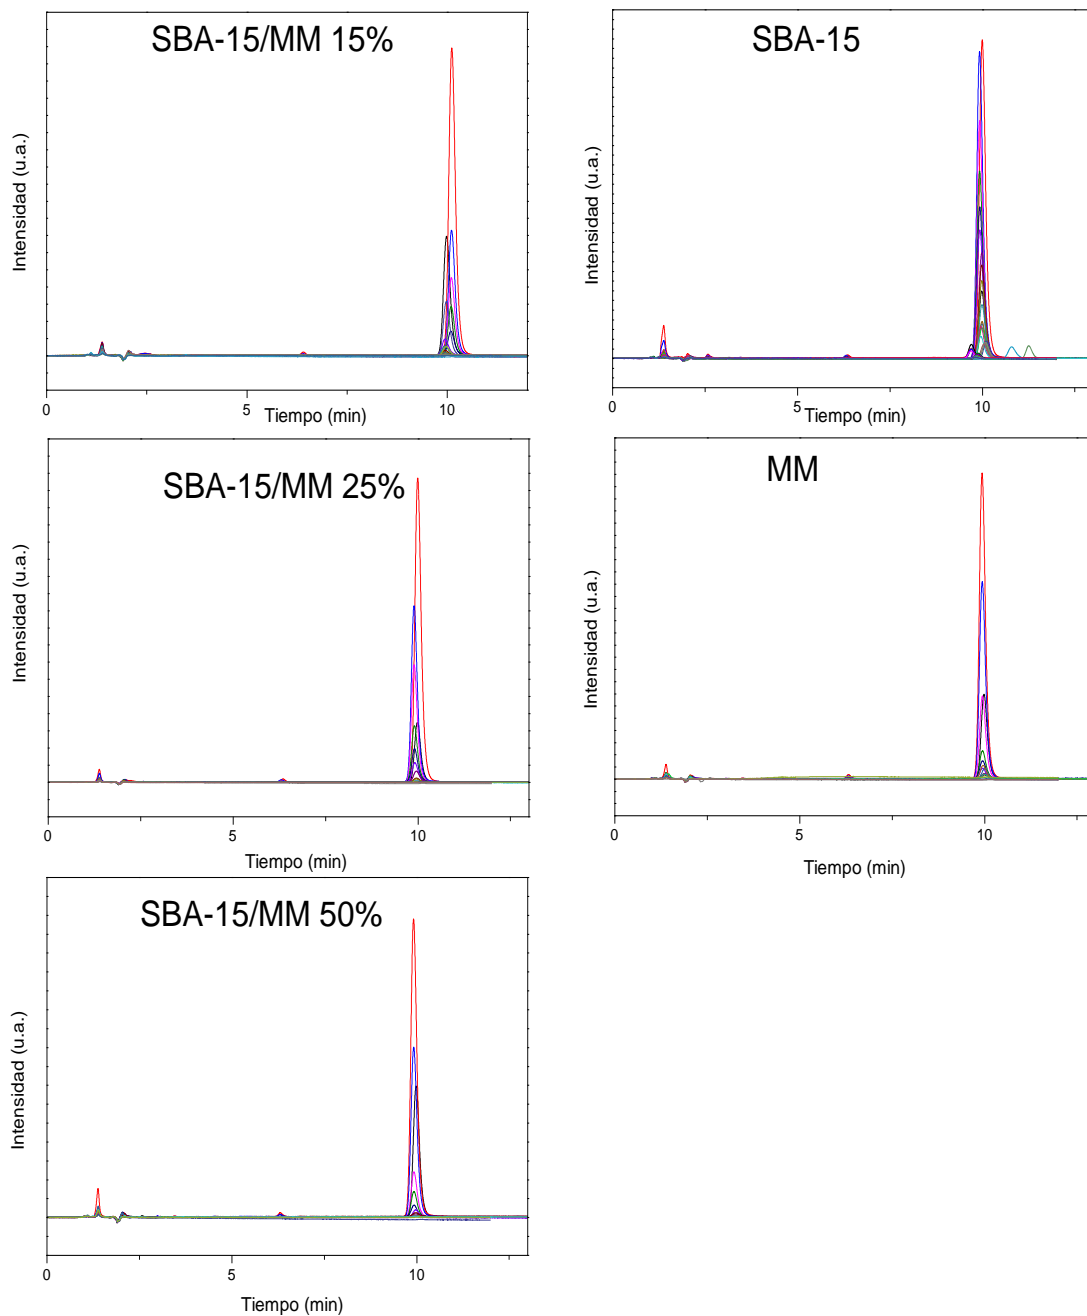 SBA-15/MM 15%
Intensidad (u.a.)
0 5 10
Tiempo (min)
SBA-15
Intensidad (u.a.)
0 5 10
Tiempo (min)
SBA-15/MM 25%
Intensidad (u.a.)
0 5 10
Tiempo (min)
MM
Intensidad (u.a.)
0 5 10
Tiempo (min)
SBA-15/MM 50%
Intensidad (u.a.)
0 5 10
Tiempo (min)